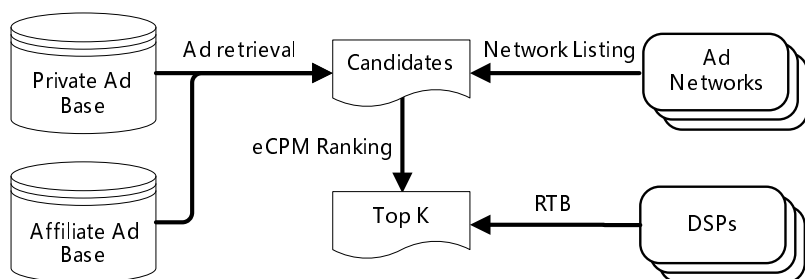 Ad retrieval
Private Ad
Base
Candidates
Network Listing
Ad
Networks
eCPM Ranking
Affiliate Ad
Base
Top K
RTB
DSPs